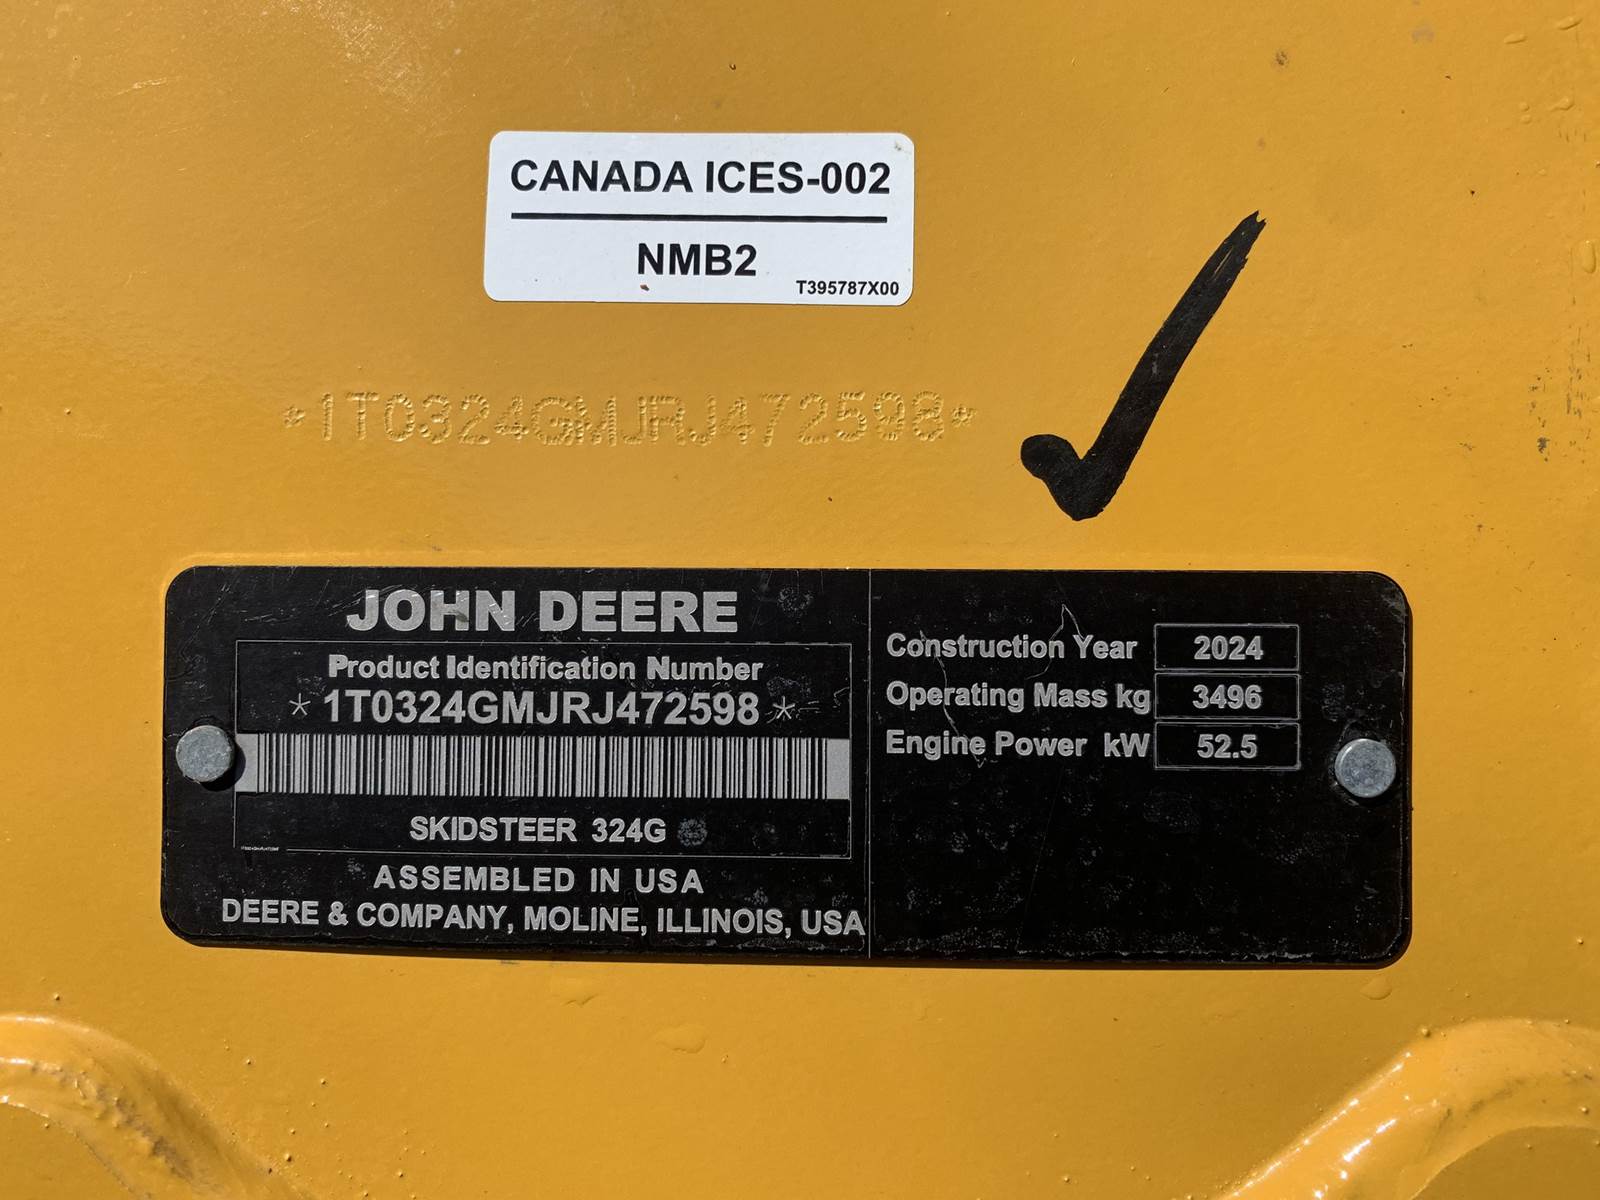 CANADA ICES-002
NMB2
T395787X00
*1T0324GMJRJ472598*
JOHN DEERE
Product Identification Number
*1T0324GMJRJ472598*
SKIDSTEER 324G
ASSEMBLED IN USA
DEERE & COMPANY, MOLINE, ILLINOIS, USA
Construction Year 2024
Operating Mass kg 3496
Engine Power kW 52.5